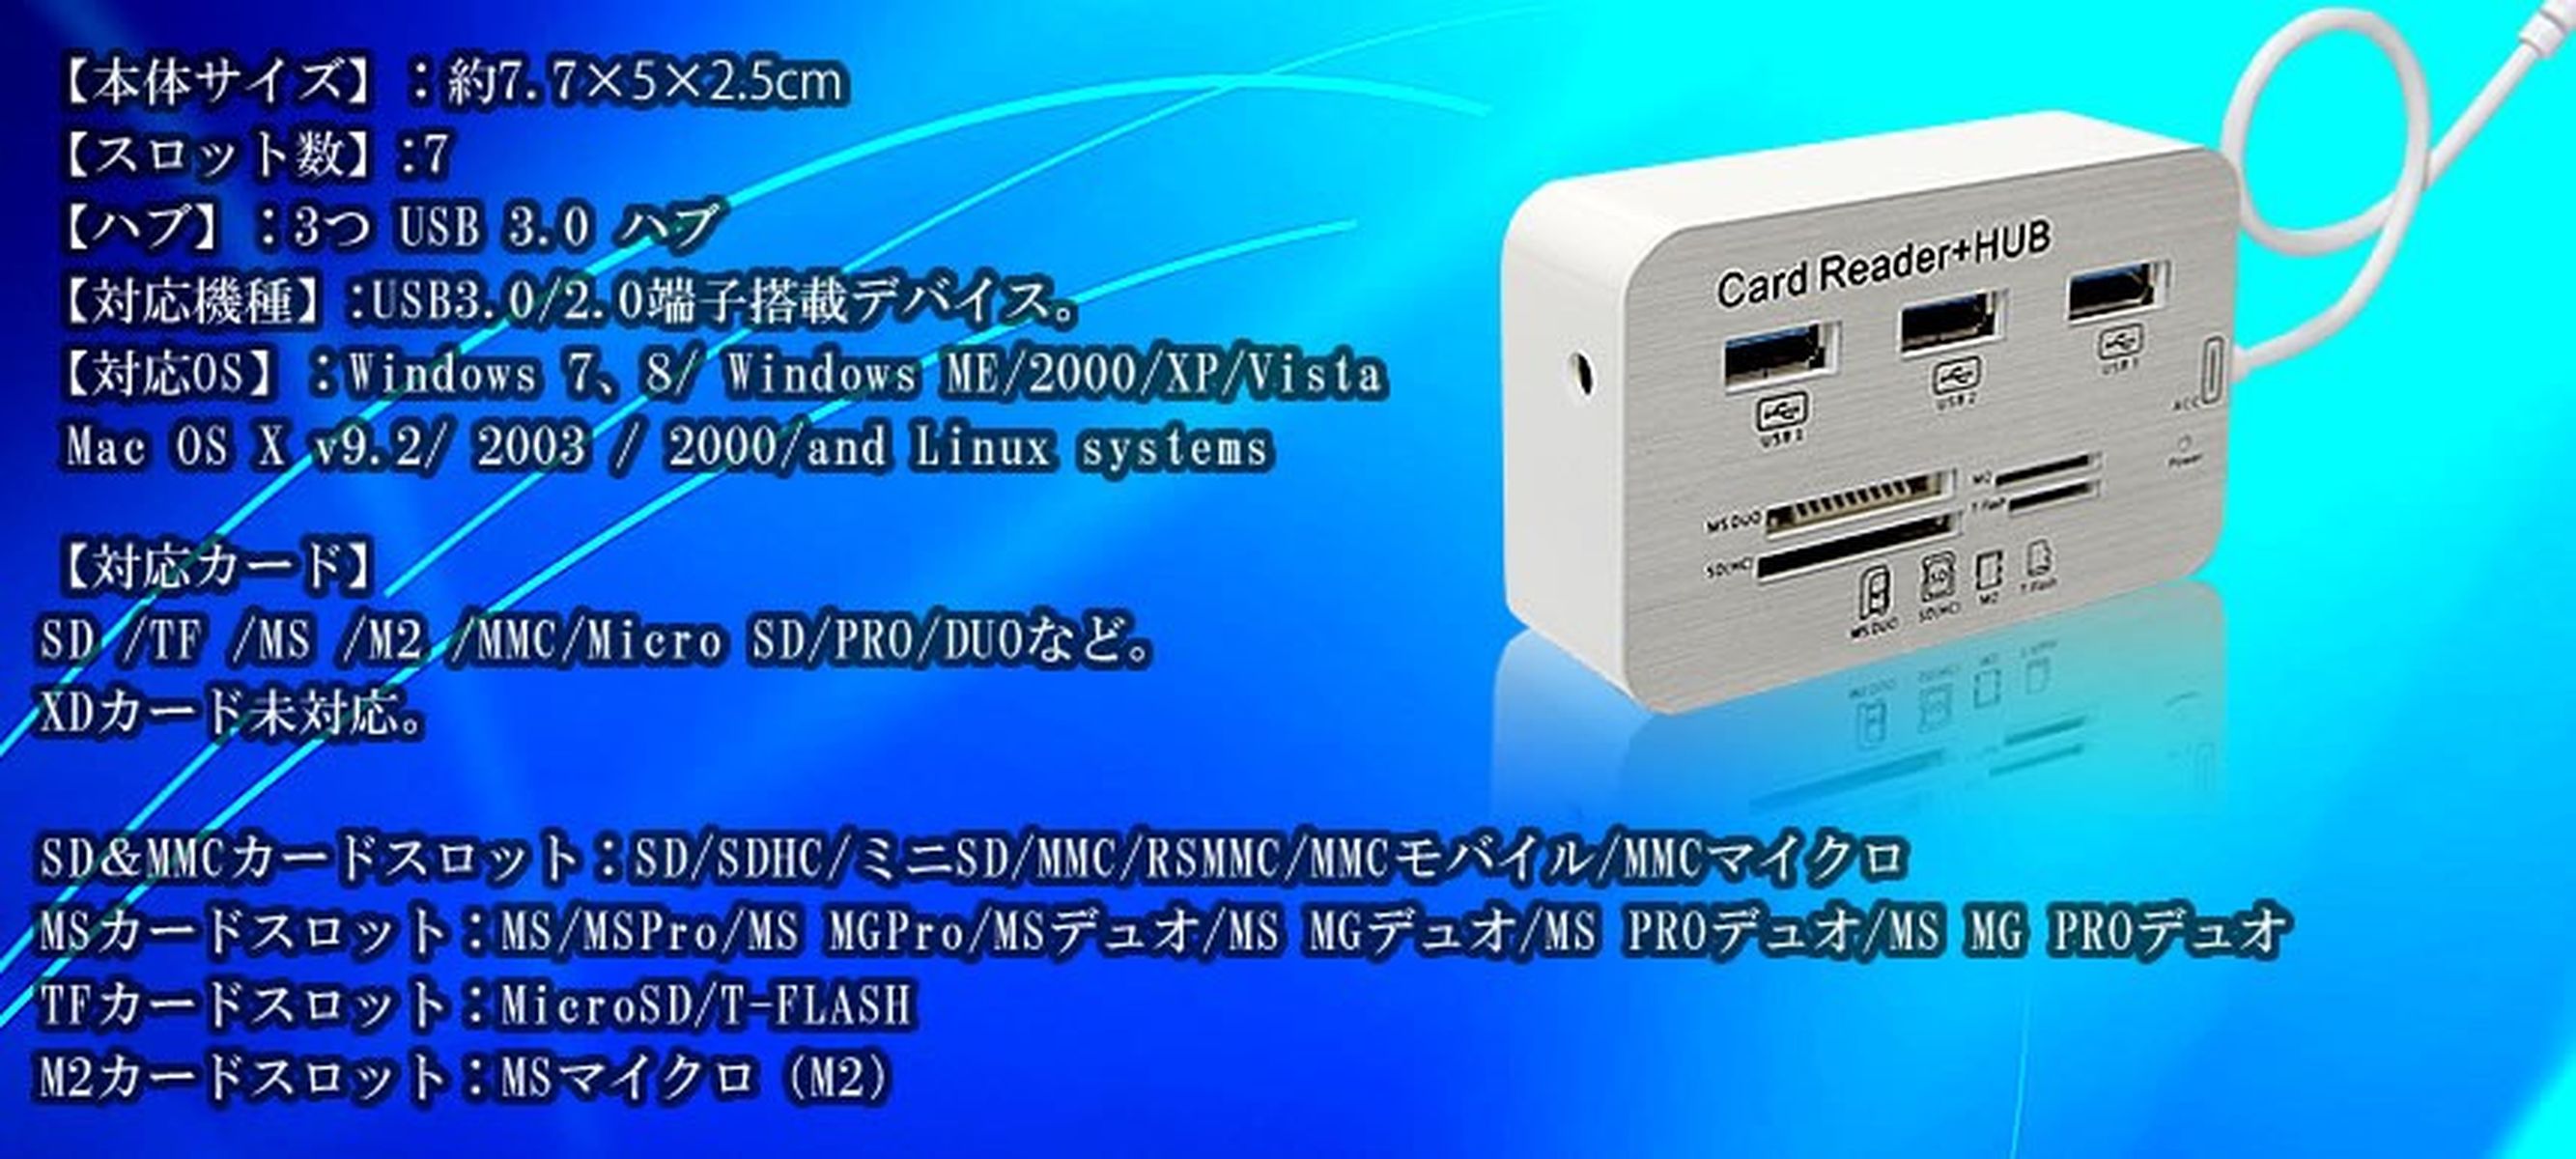 【本体サイズ】：約7.7×5×2.5cm
【スロット数】:7
【ハブ】：3つ USB 3.0 ハブ
【対応機種】:USB3.0/2.0端子搭載デバイス。
【対応OS】：Windows 7、8/ Windows ME/2000/XP/Vista
Mac OS X v9.2/ 2003 / 2000/and Linux systems
【対応カード】
SD /TF /MS /M2 /MMC/Micro SD/PRO/DUOなど。
XDカード未対応。
SD&MMCカードスロット：SD/SDHC/ミニSD/MMC/RSMMC/MMCモバイル/MMCマイクロ
MSカードスロット：MS/MSPro/MS MGPro/MSデュオ/MS MGデュオ/MS PROデュオ/MS MG PROデュオ
TFカードスロット：MicroSD/T-FLASH
M2カードスロット：MSマイクロ（M2）
Card Reader+HUB
USB 2
ACC
Power
MS DUO
M2
T-Flash
SD(HC)
MS DUO
SD(HC)
M2
T-Flash